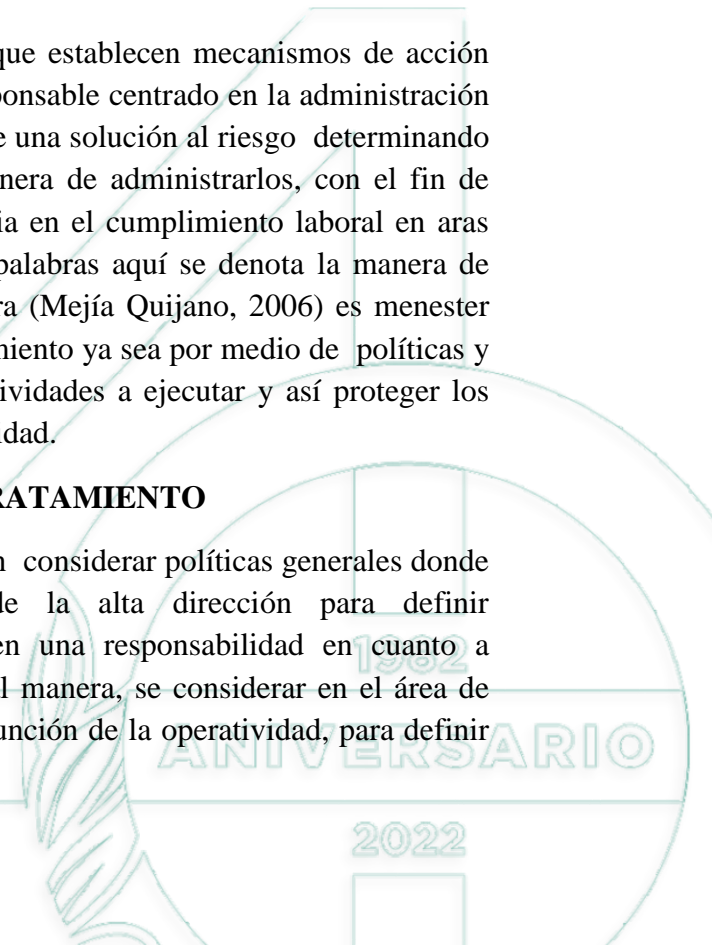 que establecen mecanismos de acción
ponsable centrado en la administración
e una solución al riesgo determinando
nera de administrarlos, con el fin de
ia en el cumplimiento laboral en aras
palabras aquí se denota la manera de
ra (Mejía Quijano, 2006) es menester
miento ya sea por medio de políticas y
ividades a ejecutar y así proteger los
idad.
RATAMIENTO
n considerar políticas generales donde
de la alta dirección para definir
en una responsabilidad en cuanto a
l manera, se considerar en el área de
unción de la operatividad, para definir
1982
ANIVERSARIO
2022